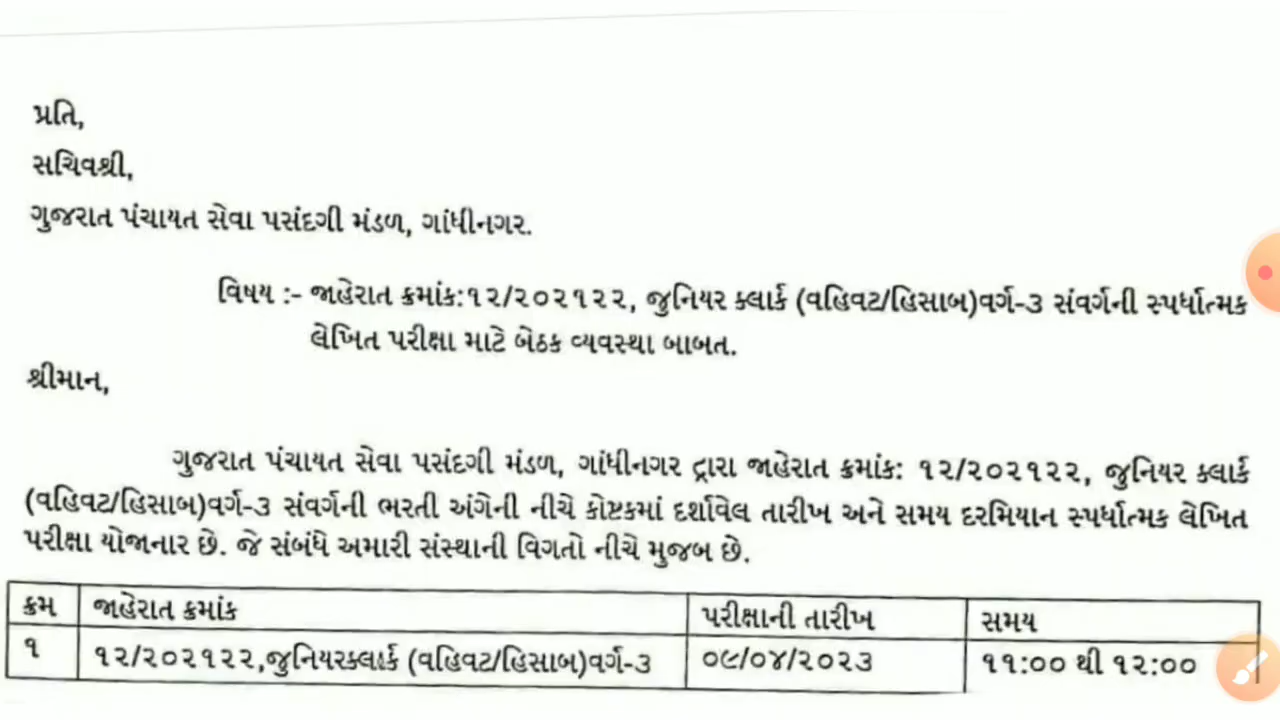 પ્રતિ,
સચિવશ્રી,
ગુજરાત પંચાયત સેવા પસંદગી મંડળ, ગાંધીનગર.
વિષય :- જાહેરાત ક્રમાંક:૧૨/૨૦૨૧૨૨, જુનિયર ક્લાર્ક (વહિવટ/હિસાબ)વર્ગ-૩ સંવર્ગની સ્પર્ધાત્મક
લેખિત પરીક્ષા માટે બેઠક વ્યવસ્થા બાબત.
શ્રીમાન,
ગુજરાત પંચાયત સેવા પસંદગી મંડળ, ગાંધીનગર દ્વારા જાહેરાત ક્રમાંક: ૧૨/૨૦૨૧૨૨, જુનિયર ક્લાર્ક
(વહિવટ/હિસાબ)વર્ગ-૩ સંવર્ગની ભરતી અંગેની નીચે કોષ્ટકમાં દર્શાવેલ તારીખ અને સમય દરમિયાન સ્પર્ધાત્મક લેખિત
પરીક્ષા યોજાનાર છે. જે સંબંધે અમારી સંસ્થાની વિગતો નીચે મુજબ છે.
ક્રમ જાહેરાત ક્રમાંક પરીક્ષાની તારીખ સમય
૧ ૧૨/૨૦૨૧૨૨,જુનિયરક્લાર્ક (વહિવટ/હિસાબ)વર્ગ-૩ ૦૯/૦૪/૨૦૨૩ ૧૧:૦૦ થી ૧૨:૦૦